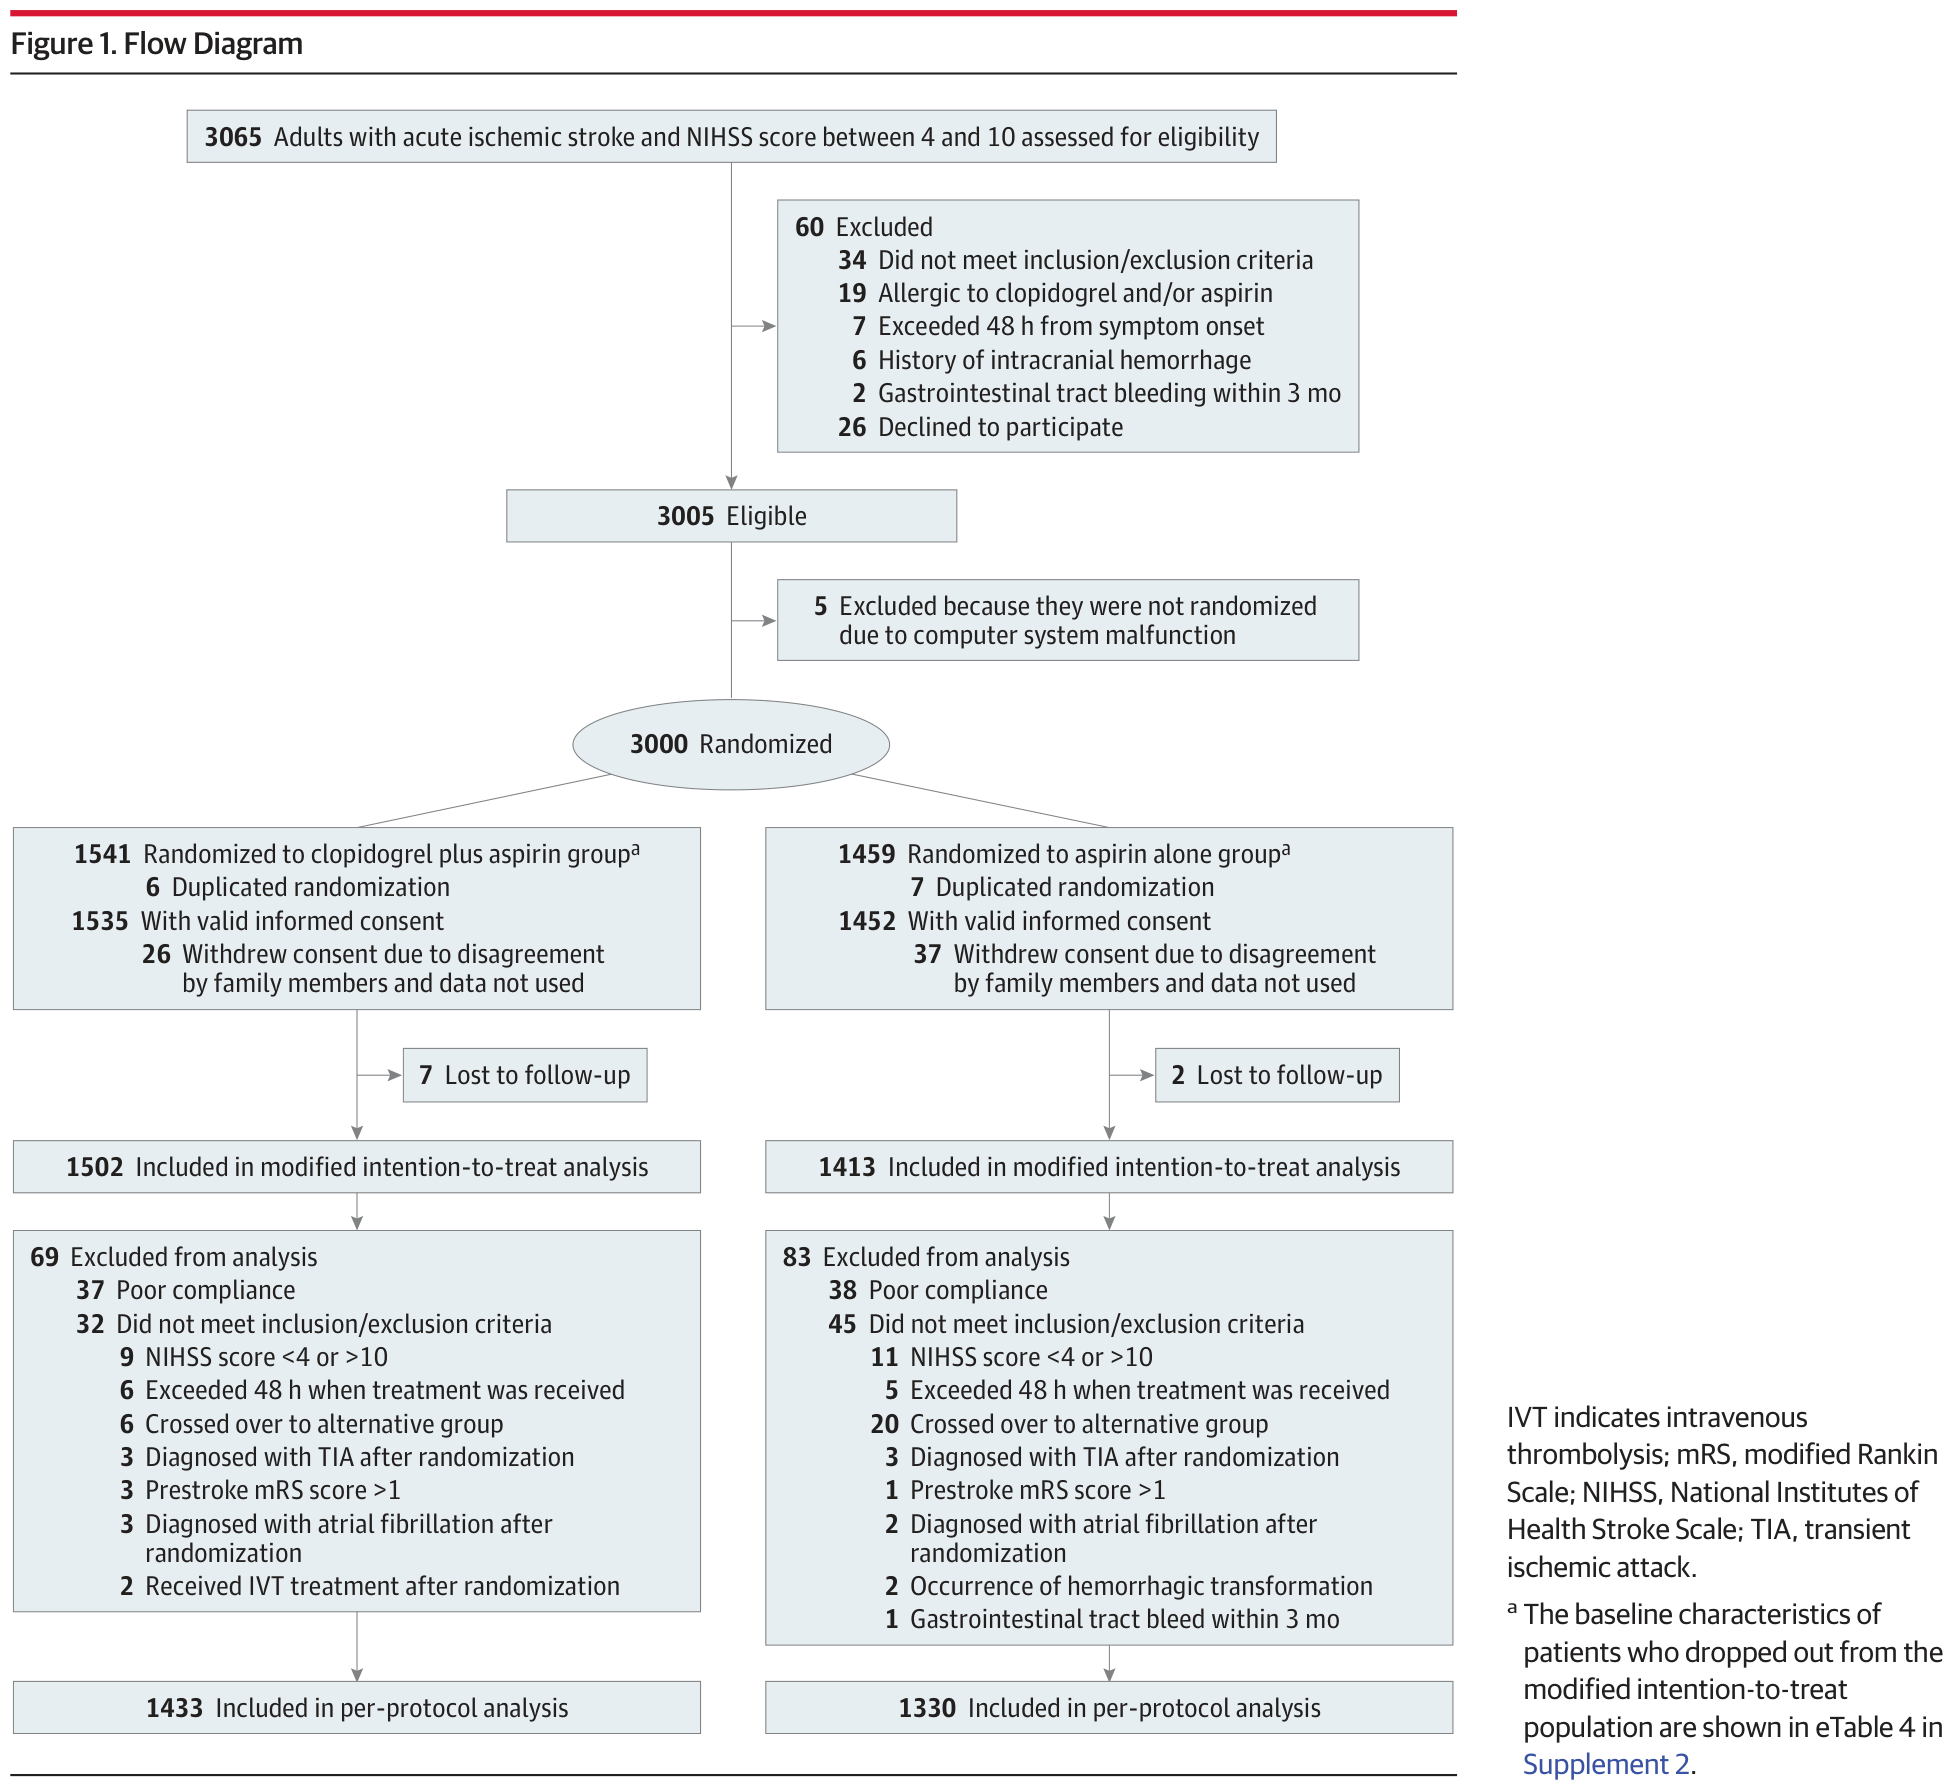 Figure 1. Flow Diagram
3065 Adults with acute ischemic stroke and NIHSS score between 4 and 10 assessed for eligibility
60 Excluded
34 Did not meet inclusion/exclusion criteria
19 Allergic to clopidogrel and/or aspirin
7 Exceeded 48 h from symptom onset
6 History of intracranial hemorrhage
2 Gastrointestinal tract bleeding within 3 mo
26 Declined to participate
3005 Eligible
5 Excluded because they were not randomized
due to computer system malfunction
3000 Randomized
1541 Randomized to clopidogrel plus aspirin groupᵃ
6 Duplicated randomization
1535 With valid informed consent
26 Withdrew consent due to disagreement
by family members and data not used
1459 Randomized to aspirin alone groupᵃ
7 Duplicated randomization
1452 With valid informed consent
37 Withdrew consent due to disagreement
by family members and data not used
7 Lost to follow-up
2 Lost to follow-up
1502 Included in modified intention-to-treat analysis
1413 Included in modified intention-to-treat analysis
69 Excluded from analysis
37 Poor compliance
32 Did not meet inclusion/exclusion criteria
9 NIHSS score <4 or >10
6 Exceeded 48 h when treatment was received
6 Crossed over to alternative group
3 Diagnosed with TIA after randomization
3 Prestroke mRS score >1
3 Diagnosed with atrial fibrillation after
randomization
2 Received IVT treatment after randomization
83 Excluded from analysis
38 Poor compliance
45 Did not meet inclusion/exclusion criteria
11 NIHSS score <4 or >10
5 Exceeded 48 h when treatment was received
20 Crossed over to alternative group
3 Diagnosed with TIA after randomization
1 Prestroke mRS score >1
2 Diagnosed with atrial fibrillation after
randomization
2 Occurrence of hemorrhagic transformation
1 Gastrointestinal tract bleed within 3 mo
1433 Included in per-protocol analysis
1330 Included in per-protocol analysis
IVT indicates intravenous
thrombolysis; mRS, modified Rankin
Scale; NIHSS, National Institutes of
Health Stroke Scale; TIA, transient
ischemic attack.
ᵃ The baseline characteristics of
patients who dropped out from the
modified intention-to-treat
population are shown in eTable 4 in
Supplement 2.